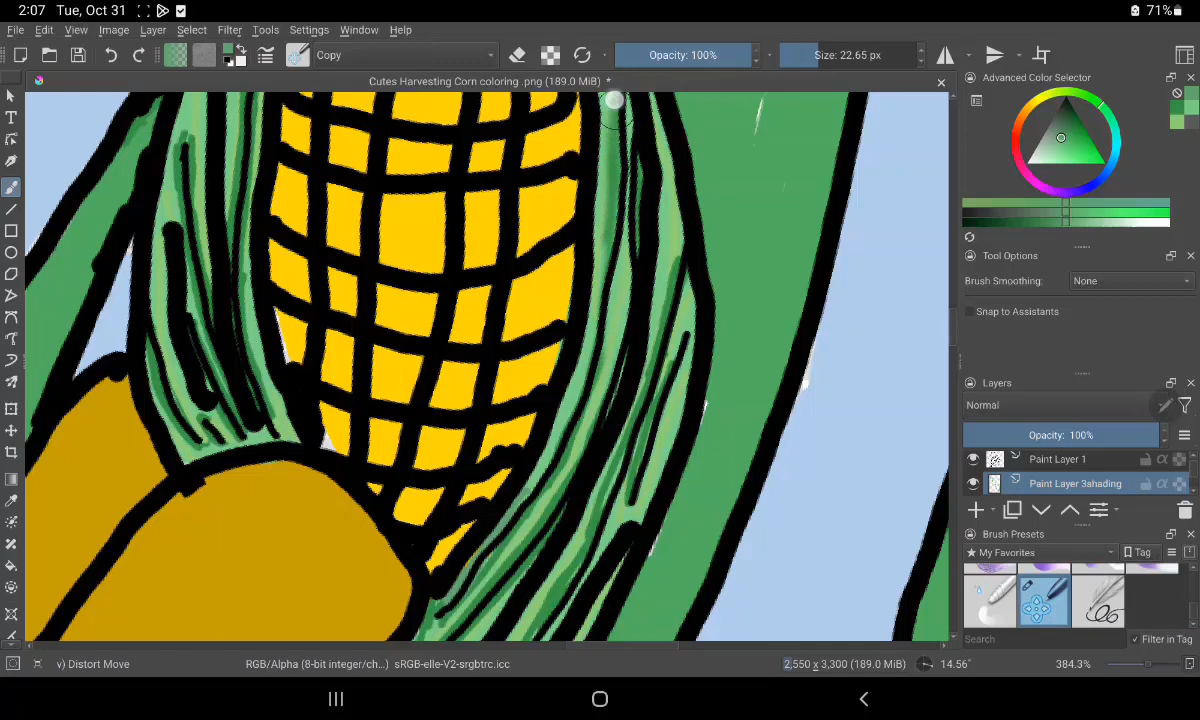 2:07 Tue, Oct 31 71%
File Edit View Image Layer Select Filter Tools Settings Window Help
Copy Opacity: 100% Size: 22.65 px
Cutes Harvesting Corn coloring .png (189.0 MiB) *
Advanced Color Selector
Tool Options
Brush Smoothing: None
Snap to Assistants
Layers
Normal
Opacity: 100%
Paint Layer 1
Paint Layer 3ahading
Brush Presets
★ My Favorites Tag
Search Filter in Tag
v) Distort Move RGB/Alpha (8-bit integer/ch...) sRGB-elle-V2-srgbtrc.icc 2,550 x 3,300 (189.0 MiB) 14.56° 384.3%